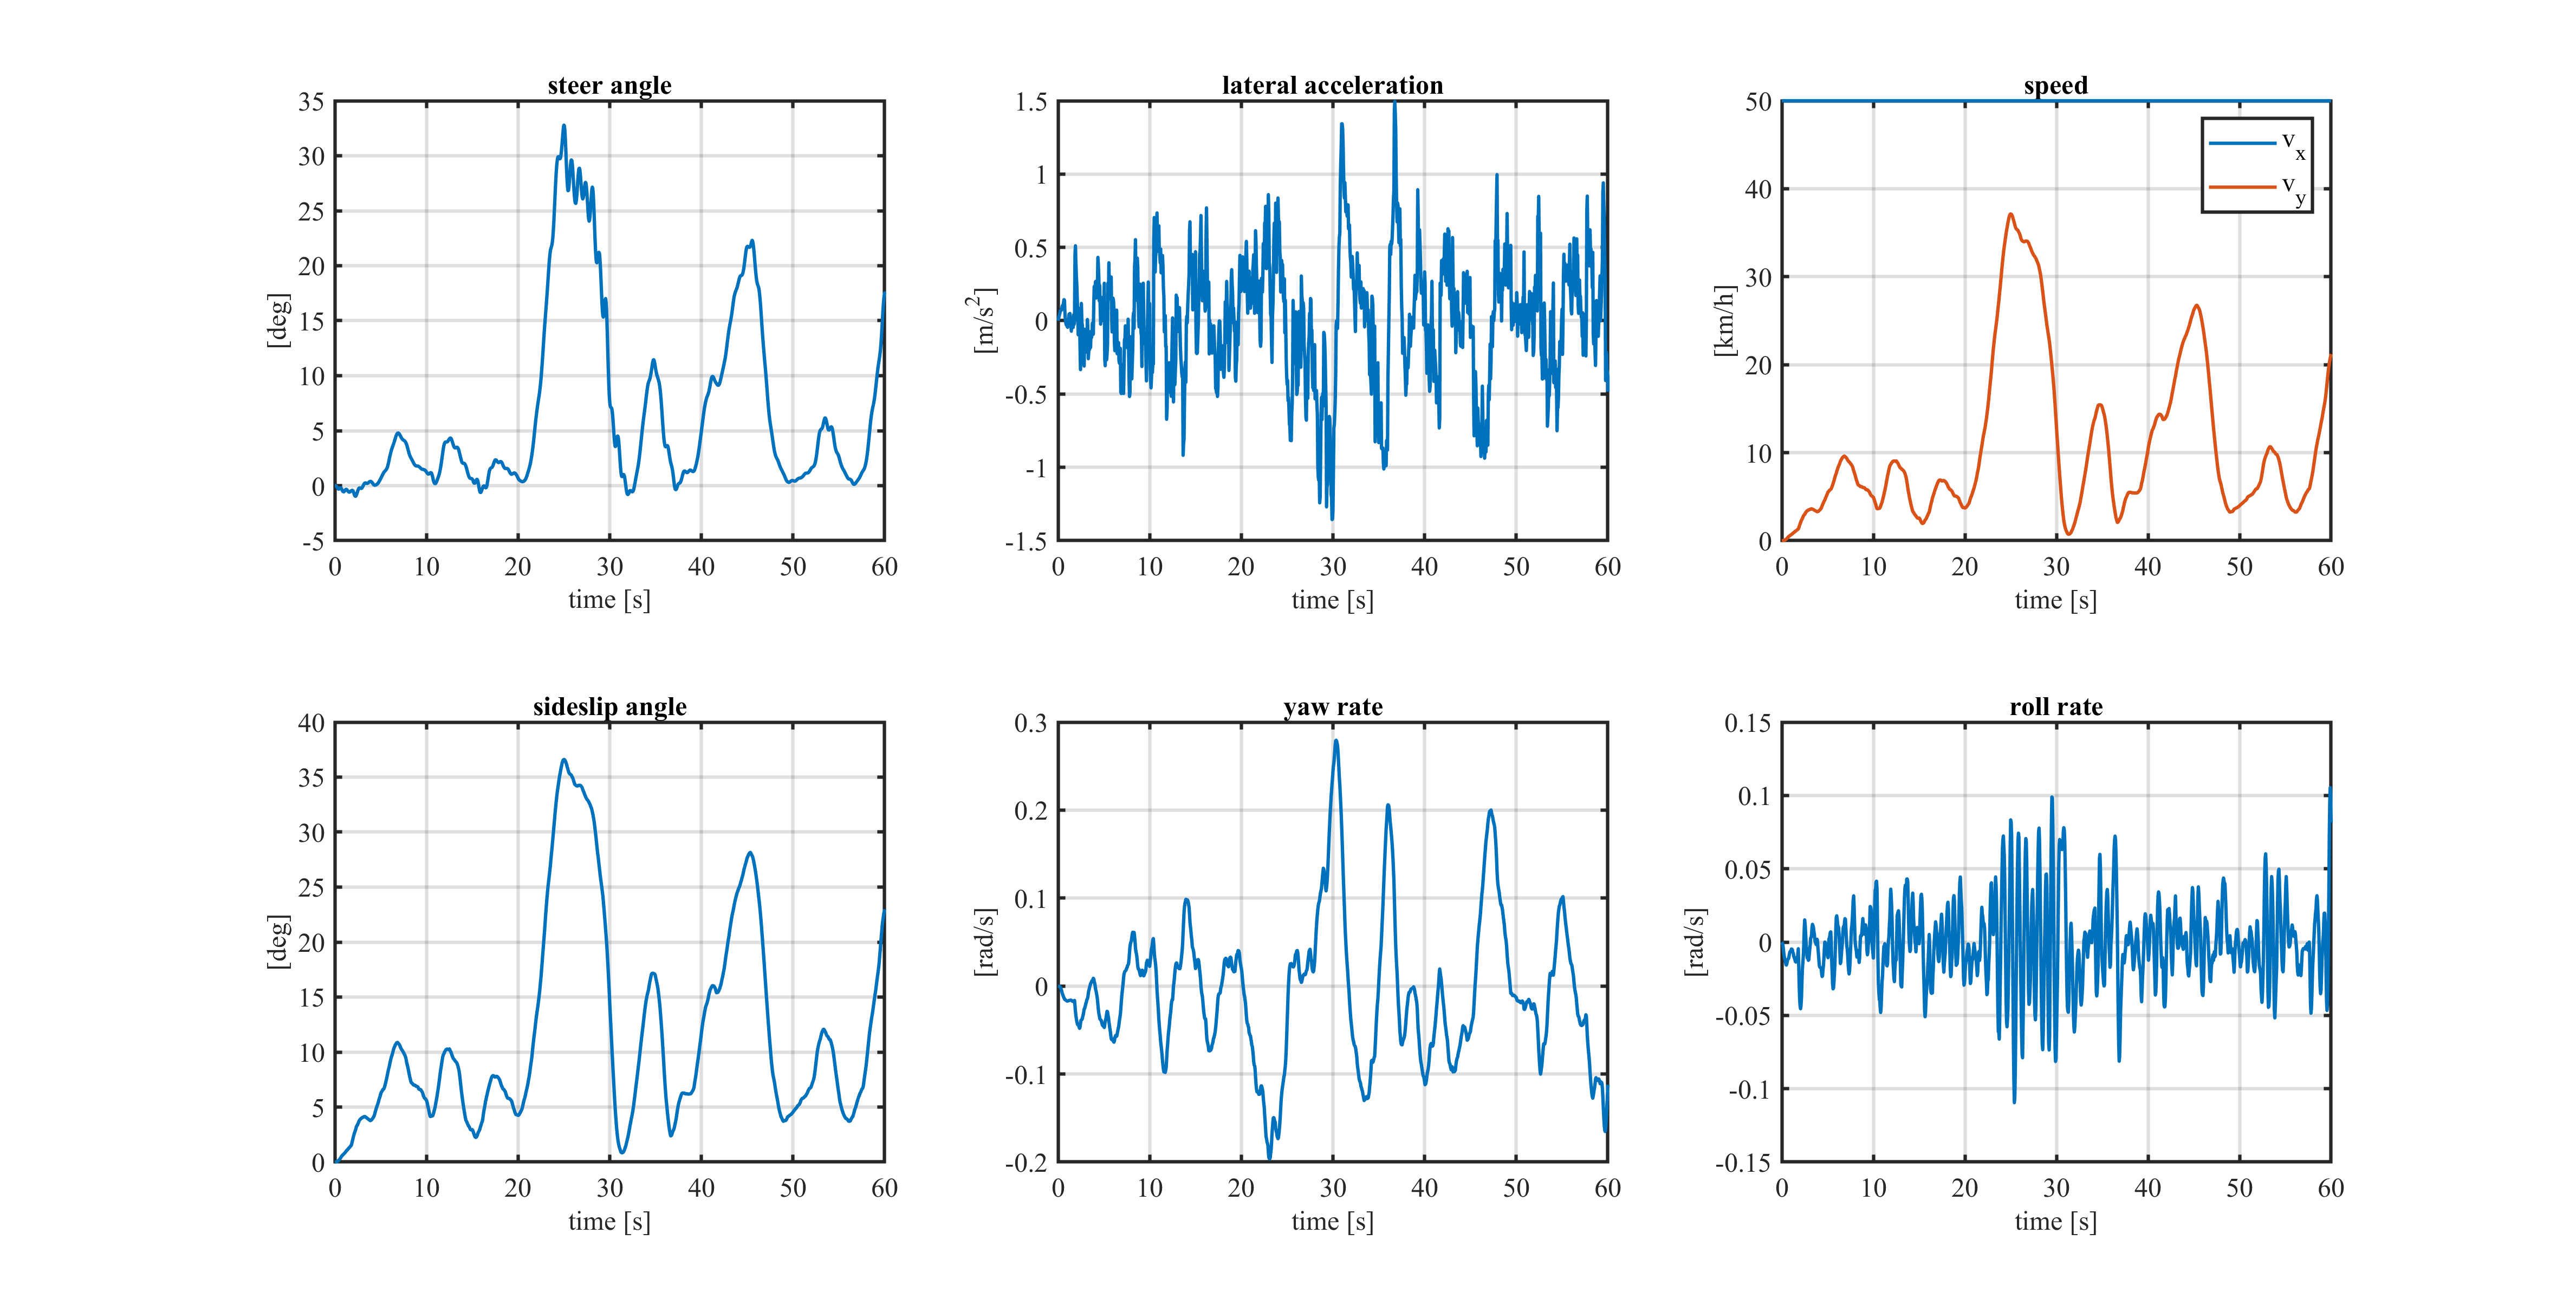 steer angle
35
30
25
20
15
10
5
0
-5
[deg]
0 10 20 30 40 50 60
time [s]
lateral acceleration
1.5
1
0.5
0
-0.5
-1
-1.5
[m/s²]
0 10 20 30 40 50 60
time [s]
speed
50
40
30
20
10
0
[km/h]
v_x
v_y
0 10 20 30 40 50 60
time [s]
sideslip angle
40
35
30
25
20
15
10
5
0
[deg]
0 10 20 30 40 50 60
time [s]
yaw rate
0.3
0.2
0.1
0
-0.1
-0.2
[rad/s]
0 10 20 30 40 50 60
time [s]
roll rate
0.15
0.1
0.05
0
-0.05
-0.1
-0.15
[rad/s]
0 10 20 30 40 50 60
time [s]